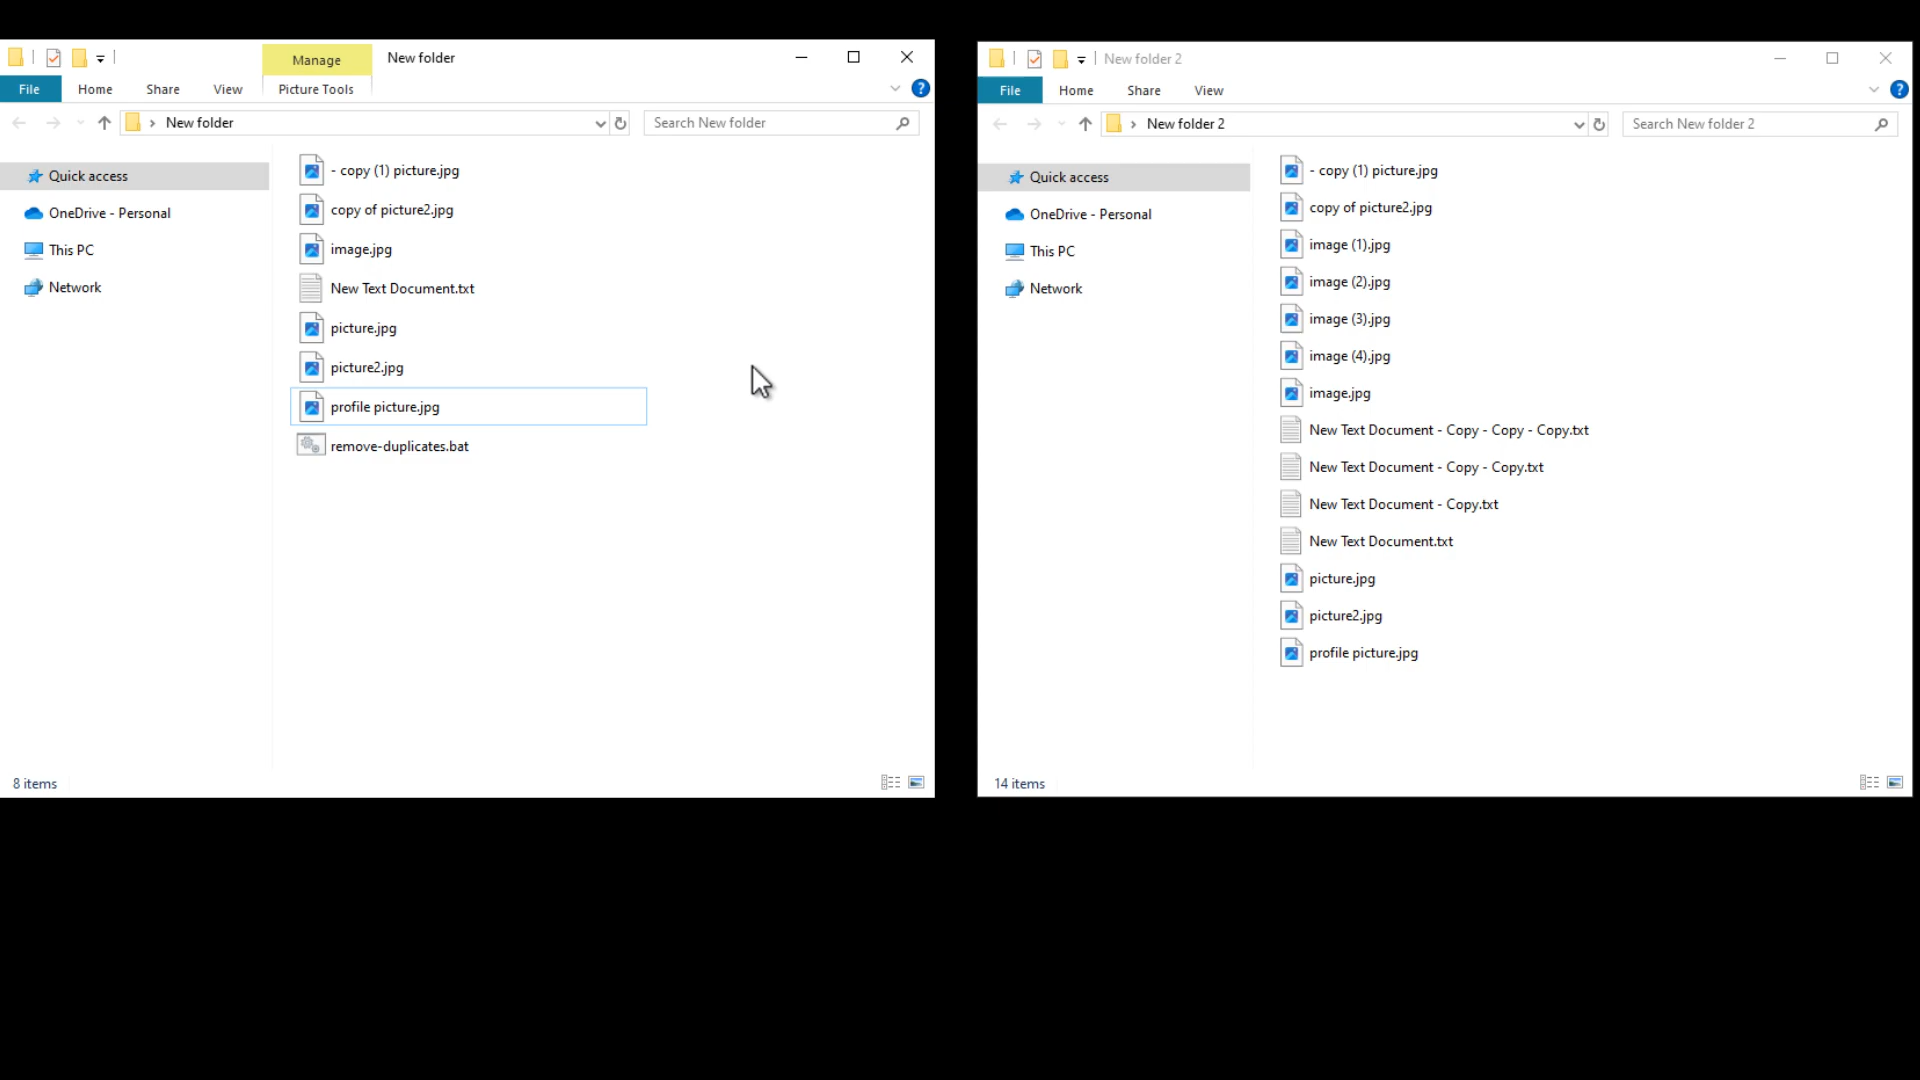 Manage
New folder
File
Home
Share
View
Picture Tools
?
New folder
Search New folder
Quick access
OneDrive - Personal
This PC
Network
- copy (1) picture.jpg
copy of picture2.jpg
image.jpg
New Text Document.txt
picture.jpg
picture2.jpg
profile picture.jpg
remove-duplicates.bat
8 items
New folder 2
File
Home
Share
View
?
New folder 2
Search New folder 2
Quick access
OneDrive - Personal
This PC
Network
- copy (1) picture.jpg
copy of picture2.jpg
image (1).jpg
image (2).jpg
image (3).jpg
image (4).jpg
image.jpg
New Text Document - Copy - Copy - Copy.txt
New Text Document - Copy - Copy.txt
New Text Document - Copy.txt
New Text Document.txt
picture.jpg
picture2.jpg
profile picture.jpg
14 items